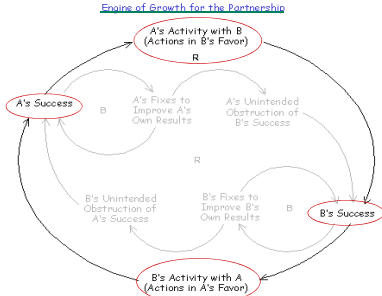 Engine of Growth for the Partnership
A's Activity with B
(Actions in B's Favor)
R
A's Success
B
A's Fixes to
Improve A's
Own Results
A's Unintended
Obstruction of
B's Success
R
B's Unintended
Obstruction of
A's Success
B's Fixes to
Improve B's
Own Results
B
B's Success
B's Activity with A
(Actions in A's Favor)